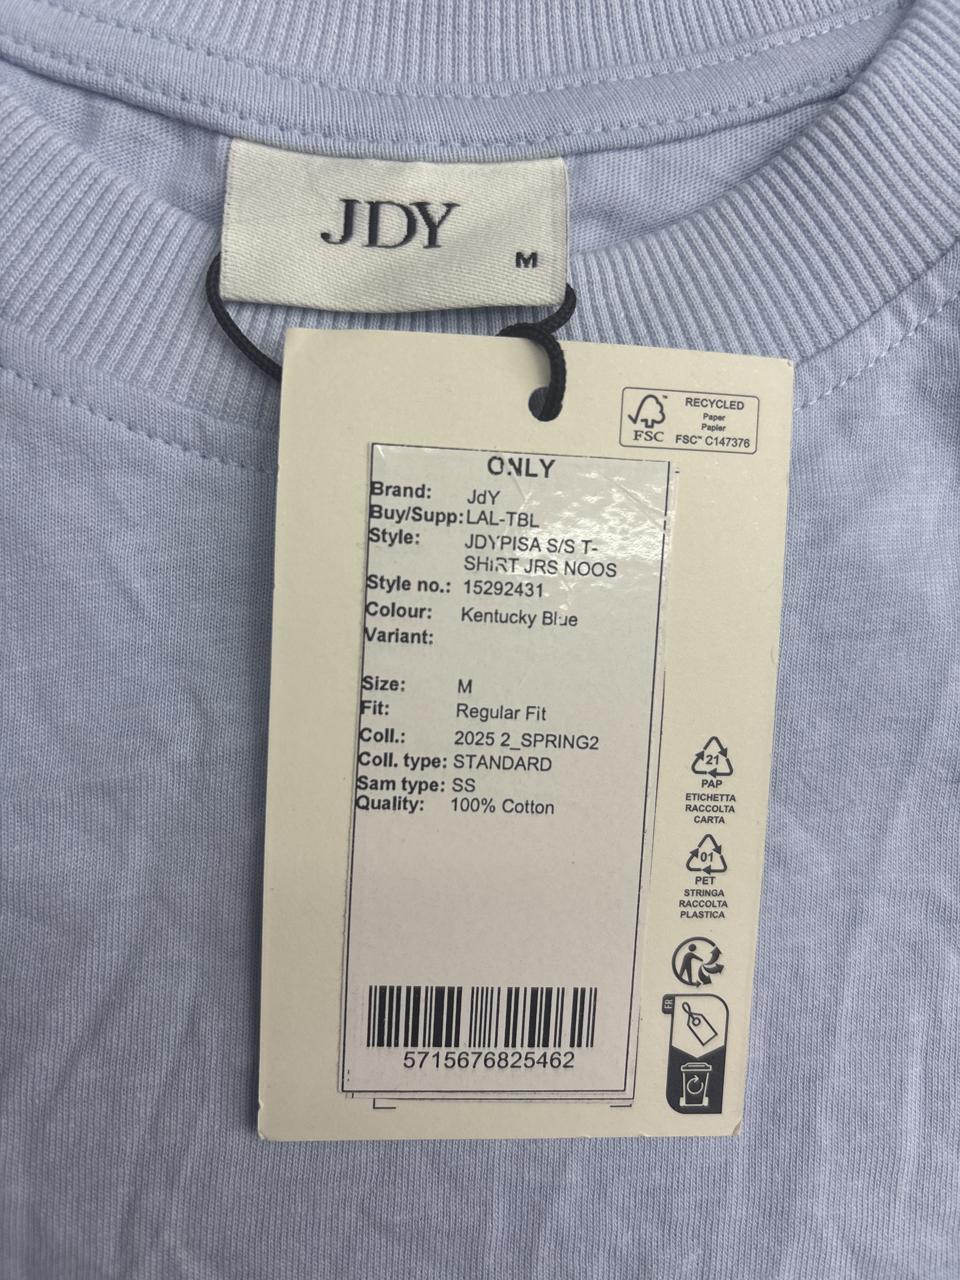 JDY
M
RECYCLED
Paper
Papier
FSC™ C147376
FSC™
ONLY
Brand: JdY
Buy/Supp: LAL-TBL
Style: JDYPISA S/S T-
SHIRT JRS NOOS
Style no.: 15292431
Colour: Kentucky Blue
Variant:
Size: M
Fit: Regular Fit
Coll.: 2025 2_SPRING2
Coll. type: STANDARD
Sam type: SS
Quality: 100% Cotton
21
PAP
ETICHETTA
RACCOLTA
CARTA
01
PET
STRINGA
RACCOLTA
PLASTICA
FR
5715676825462